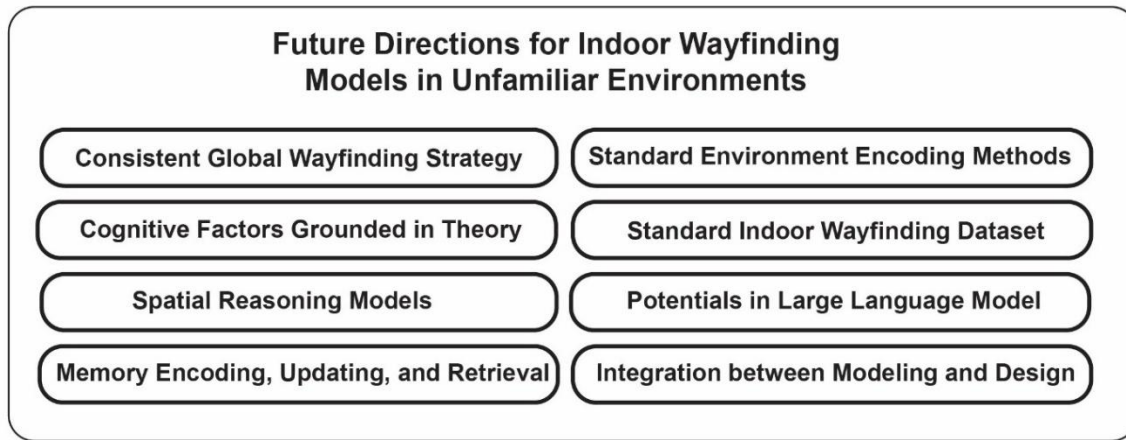 Future Directions for Indoor Wayfinding
Models in Unfamiliar Environments
Consistent Global Wayfinding Strategy
Standard Environment Encoding Methods
Cognitive Factors Grounded in Theory
Standard Indoor Wayfinding Dataset
Spatial Reasoning Models
Potentials in Large Language Model
Memory Encoding, Updating, and Retrieval
Integration between Modeling and Design